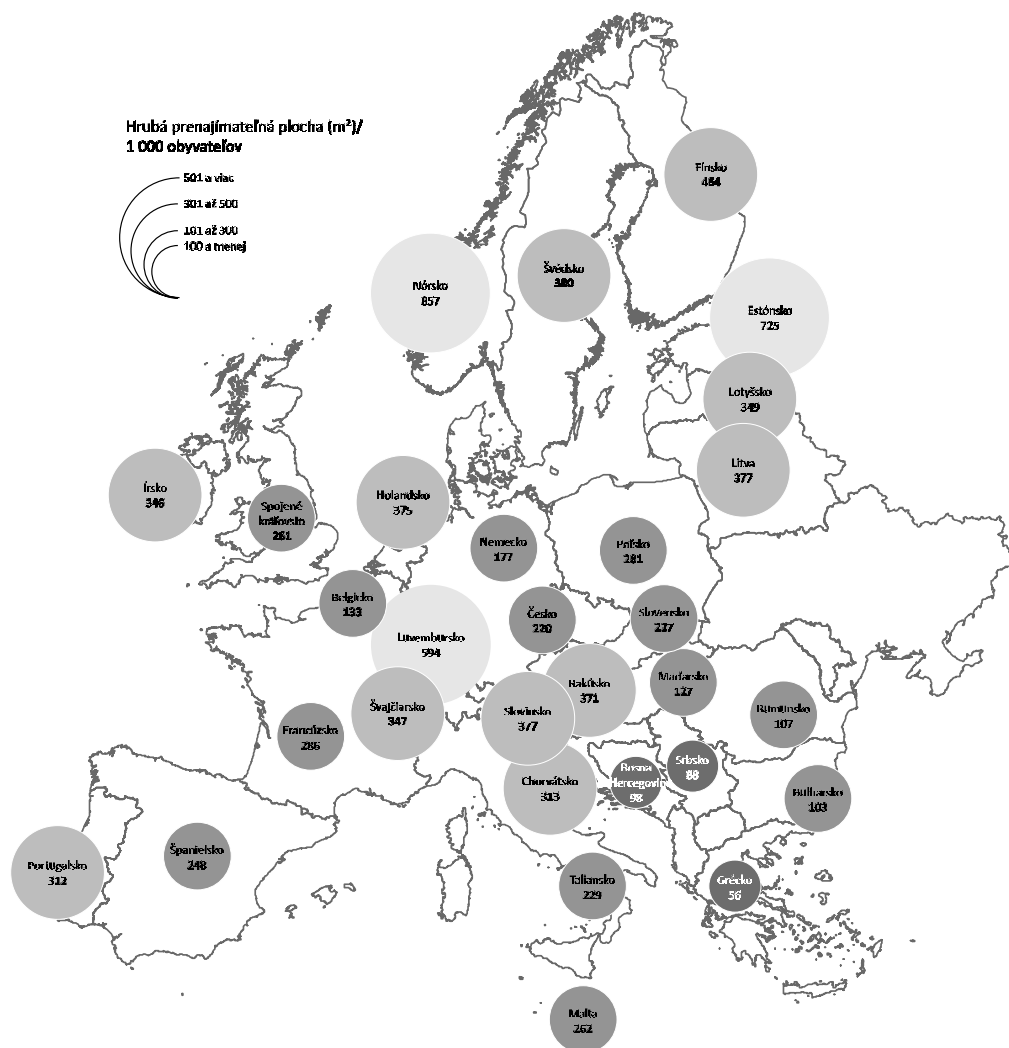 Hrubá prenajímateľná plocha (m²)/
1 000 obyvateľov
501 a viac
301 až 500
101 až 300
100 a menej
Fínsko
464
Nórsko
857
Švédsko
380
Estónsko
725
Lotyšsko
349
Litva
377
Írsko
346
Spojené
kráľovstvo
261
Holandsko
375
Nemecko
177
Poľsko
281
Belgicko
133
Česko
220
Slovensko
227
Luxembursko
594
Maďarsko
127
Rakúsko
371
Švajčiarsko
347
Slovinsko
377
Rumunsko
107
Francúzsko
286
Srbsko
88
Bosna
Hercegovina
98
Chorvátsko
313
Bulharsko
103
Španielsko
248
Portugalsko
312
Taliansko
229
Grécko
56
Malta
262